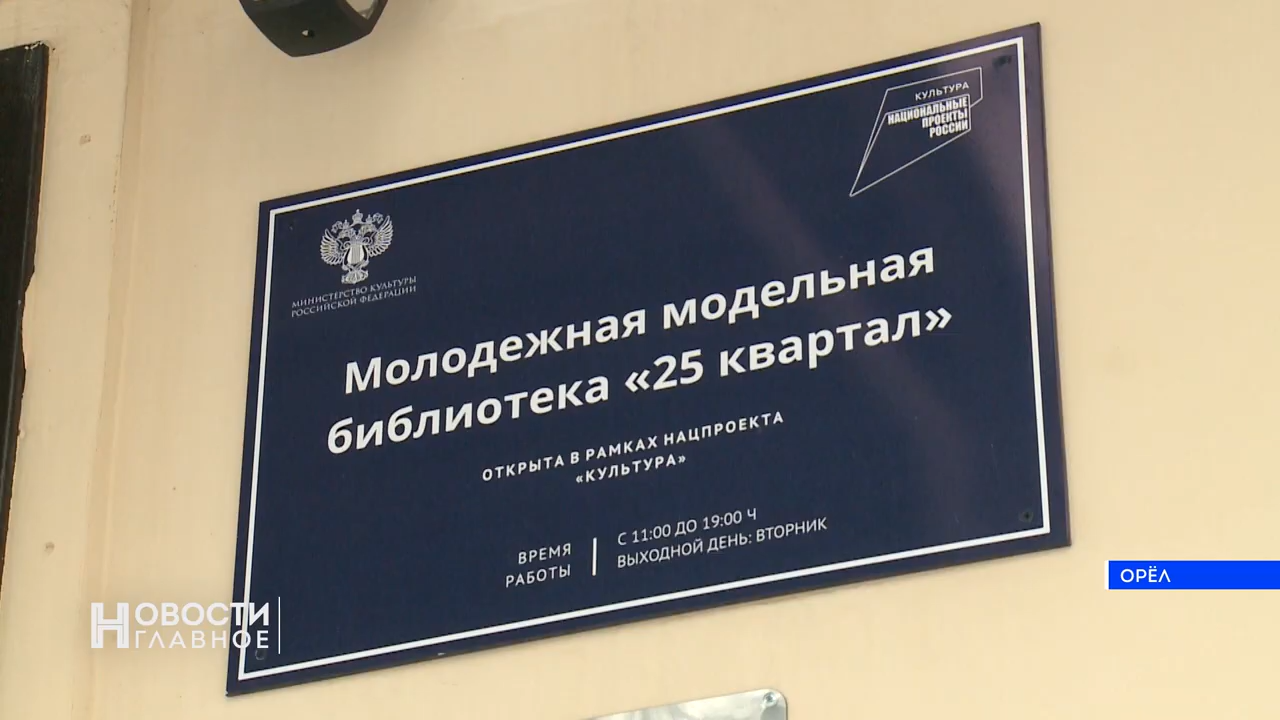 КУЛЬТУРА
НАЦИОНАЛЬНЫЕ
ПРОЕКТЫ
РОССИИ
МИНИСТЕРСТВО КУЛЬТУРЫ
РОССИЙСКОЙ ФЕДЕРАЦИИ
Молодежная модельная
библиотека «25 квартал»
ОТКРЫТА В РАМКАХ НАЦПРОЕКТА
«КУЛЬТУРА»
ВРЕМЯ
РАБОТЫ
С 11:00 ДО 19:00 Ч
ВЫХОДНОЙ ДЕНЬ: ВТОРНИК
ОРЁЛ
НОВОСТИ
ГЛАВНОЕ